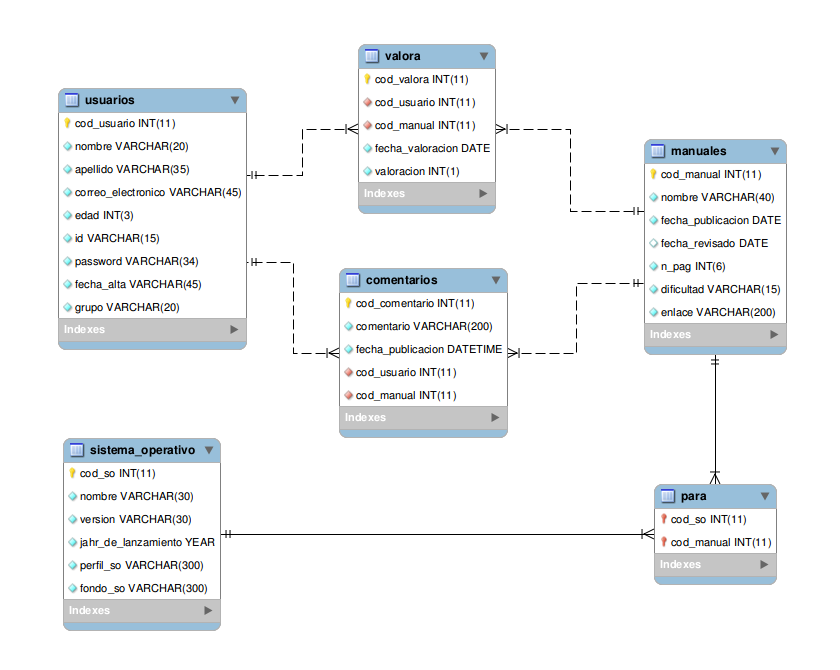 usuarios
cod_usuario INT(11)
nombre VARCHAR(20)
apellido VARCHAR(35)
correo_electronico VARCHAR(45)
edad INT(3)
id VARCHAR(15)
password VARCHAR(34)
fecha_alta VARCHAR(45)
grupo VARCHAR(20)
Indexes
valora
cod_valora INT(11)
cod_usuario INT(11)
cod_manual INT(11)
fecha_valoracion DATE
valoracion INT(1)
Indexes
manuales
cod_manual INT(11)
nombre VARCHAR(40)
fecha_publicacion DATE
fecha_revisado DATE
n_pag INT(6)
dificultad VARCHAR(15)
enlace VARCHAR(200)
Indexes
comentarios
cod_comentario INT(11)
comentario VARCHAR(200)
fecha_publicacion DATETIME
cod_usuario INT(11)
cod_manual INT(11)
Indexes
sistema_operativo
cod_so INT(11)
nombre VARCHAR(30)
version VARCHAR(30)
jahr_de_lanzamiento YEAR
perfil_so VARCHAR(300)
fondo_so VARCHAR(300)
Indexes
para
cod_so INT(11)
cod_manual INT(11)
Indexes